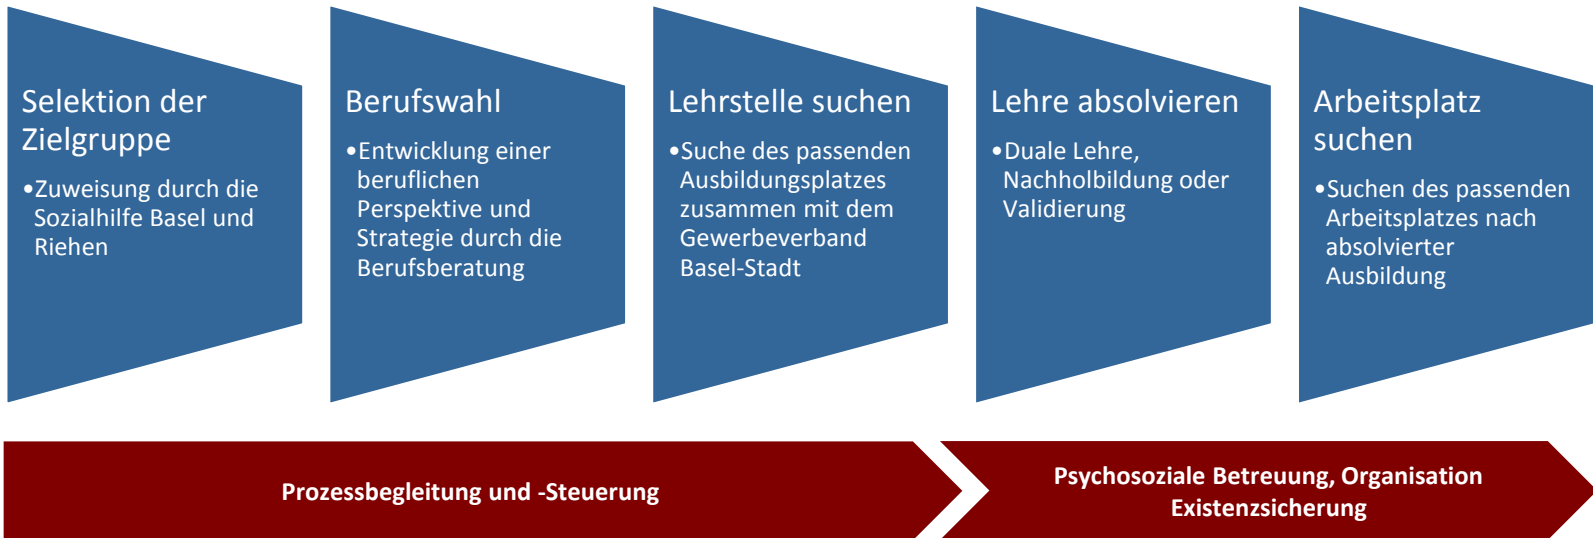 Selektion der
Zielgruppe
•Zuweisung durch die
Sozialhilfe Basel und
Riehen
Berufswahl
•Entwicklung einer
beruflichen
Perspektive und
Strategie durch die
Berufsberatung
Lehrstelle suchen
•Suche des passenden
Ausbildungsplatzes
zusammen mit dem
Gewerbeverband
Basel-Stadt
Lehre absolvieren
•Duale Lehre,
Nachholbildung oder
Validierung
Arbeitsplatz
suchen
•Suchen des passenden
Arbeitsplatzes nach
absolvierter
Ausbildung
Prozessbegleitung und -Steuerung
Psychosoziale Betreuung, Organisation
Existenzsicherung